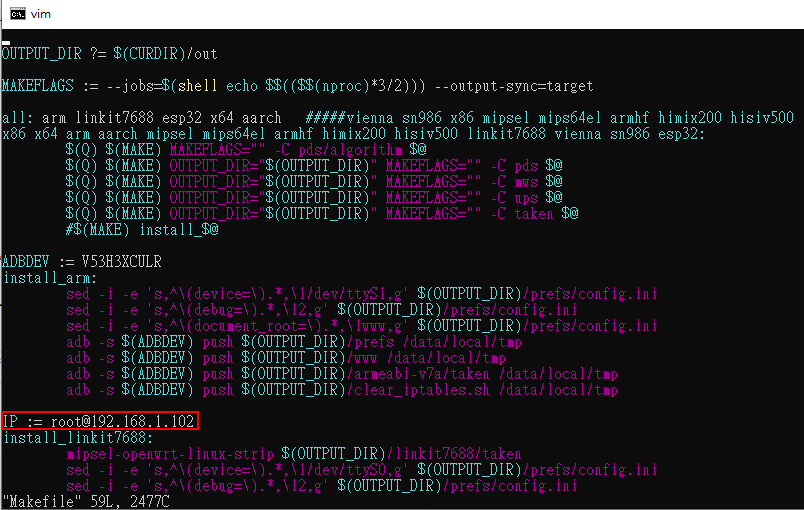 vim
OUTPUT_DIR ?= $(CURDIR)/out
MAKEFLAGS := --jobs=$(shell echo $$(($$(nproc)*3/2))) --output-sync=target
all: arm linkit7688 esp32 x64 aarch   #####vienna sn986 x86 mipsel mips64el armhf himix200 hisiv500
x86 x64 arm aarch mipsel mips64el armhf himix200 hisiv500 linkit7688 vienna sn986 esp32:
$(Q) $(MAKE) MAKEFLAGS="" -C pds/algorithm $@
$(Q) $(MAKE) OUTPUT_DIR="$(OUTPUT_DIR)" MAKEFLAGS="" -C pds $@
$(Q) $(MAKE) OUTPUT_DIR="$(OUTPUT_DIR)" MAKEFLAGS="" -C mws $@
$(Q) $(MAKE) OUTPUT_DIR="$(OUTPUT_DIR)" MAKEFLAGS="" -C ups $@
$(Q) $(MAKE) OUTPUT_DIR="$(OUTPUT_DIR)" MAKEFLAGS="" -C taken $@
#$(MAKE) install_$@
ADBDEV := V53H3XCULR
install_arm:
sed -i -e 's,^\(device=\).*,\1/dev/ttyS1,g' $(OUTPUT_DIR)/prefs/config.ini
sed -i -e 's,^\(debug=\).*,\12,g' $(OUTPUT_DIR)/prefs/config.ini
sed -i -e 's,^\(document_root=\).*,\1www,g' $(OUTPUT_DIR)/prefs/config.ini
adb -s $(ADBDEV) push $(OUTPUT_DIR)/prefs /data/local/tmp
adb -s $(ADBDEV) push $(OUTPUT_DIR)/www /data/local/tmp
adb -s $(ADBDEV) push $(OUTPUT_DIR)/armeabi-v7a/taken /data/local/tmp
adb -s $(ADBDEV) push $(OUTPUT_DIR)/clear_iptables.sh /data/local/tmp
IP := root@192.168.1.102
install_linkit7688:
mipsel-openwrt-linux-strip $(OUTPUT_DIR)/linkit7688/taken
sed -i -e 's,^\(device=\).*,\1/dev/ttyS0,g' $(OUTPUT_DIR)/prefs/config.ini
sed -i -e 's,^\(debug=\).*,\12,g' $(OUTPUT_DIR)/prefs/config.ini
"Makefile" 59L, 2477C